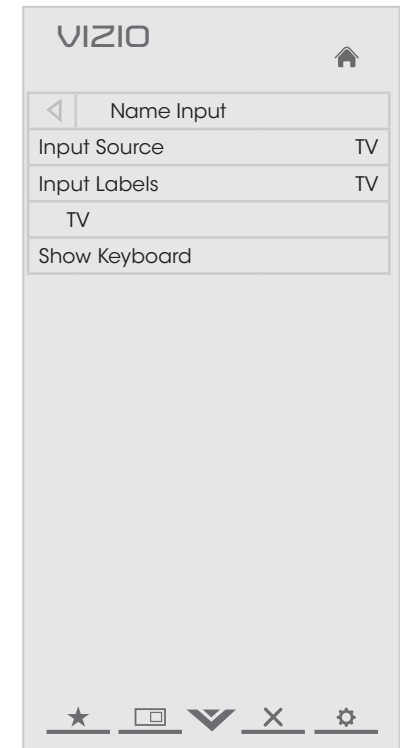 VIZIO
Name Input
Input Source TV
Input Labels TV
TV
Show Keyboard